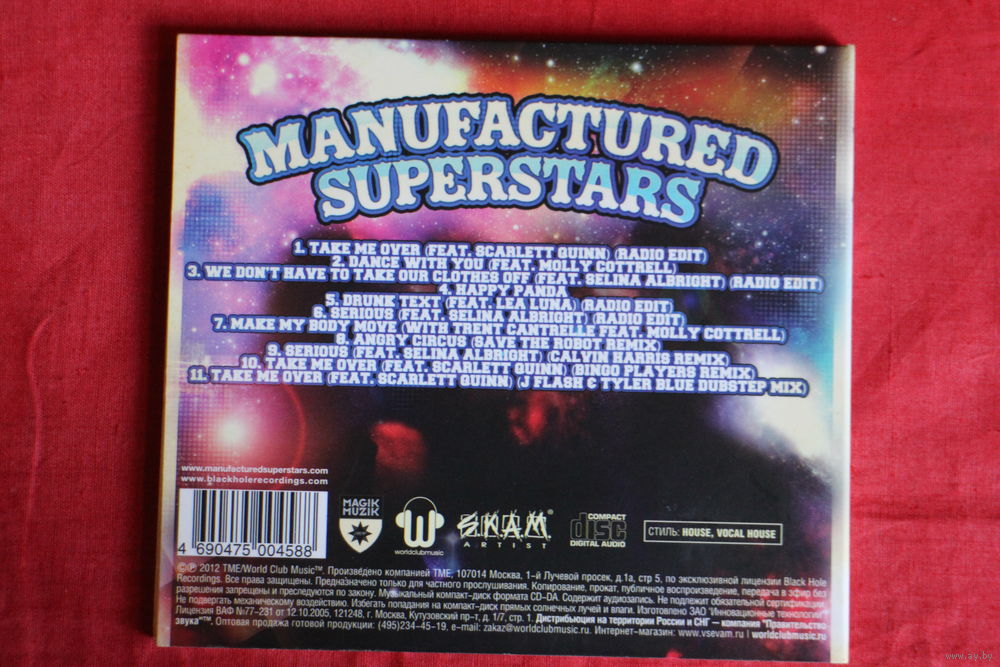 MANUFACTURED
SUPERSTARS
1. TAKE ME OVER (FEAT. SCARLETT QUINN) (RADIO EDIT)
2. DANCE WITH YOU (FEAT. MOLLY COTTRELL)
3. WE DON'T HAVE TO TAKE OUR CLOTHES OFF (FEAT. SELINA ALBRIGHT) (RADIO EDIT)
4. HAPPY PANDA
5. DRUNK TEXT (FEAT. LEA LUNA) (RADIO EDIT)
6. SERIOUS (FEAT. SELINA ALBRIGHT) (RADIO EDIT)
7. MAKE MY BODY MOVE (WITH TRENT CANTRELLE FEAT. MOLLY COTTRELL)
8. ANGRY CIRCUS (SAVE THE ROBOT REMIX)
9. SERIOUS (FEAT. SELINA ALBRIGHT) (CALVIN HARRIS REMIX)
10. TAKE ME OVER (FEAT. SCARLETT QUINN) (BINGO PLAYERS REMIX)
11. TAKE ME OVER (FEAT. SCARLETT QUINN) (J FLASH & TYLER BLUE DUBSTEP MIX)
www.manufacturedsuperstars.com
www.blackholerecordings.com
4 690475 004588
MAGIK
MUZIK
W
worldclubmusic
S.K.A.M.®
ARTIST
COMPACT
disc
DIGITAL AUDIO
СТИЛЬ: HOUSE, VOCAL HOUSE
©℗ 2012 TME/World Club Music™. Произведено компанией TME, 107014 Москва, 1-й Лучевой просек, д.1а, стр 5, по эксклюзивной лицензии Black Hole
Recordings. Все права защищены. Предназначено только для частного прослушивания. Копирование, прокат, публичное воспроизведение, передача в эфир без
разрешения запрещены и преследуются по закону. Музыкальный компакт-диск формата CD-DA. Содержит аудиозапись. Не подлежит обязательной сертификации.
Не подвергать механическому воздействию. Избегать попадания на компакт-диск прямых солнечных лучей и влаги. Изготовлено ЗАО "Инновационные технологии".
Лицензия ВАФ №77-231 от 12.10.2005. 121248, г. Москва, Кутузовский пр-т, д. 1/7, стр. 1. Дистрибьюция на территории России и СНГ — компания "Правительство
звука"™. Оптовая продажа готовой продукции: (495)234-45-19, e-mail: zakaz@worldclubmusic.ru. Интернет-магазин: www.vsevam.ru | worldclubmusic.ru
www.ay.by